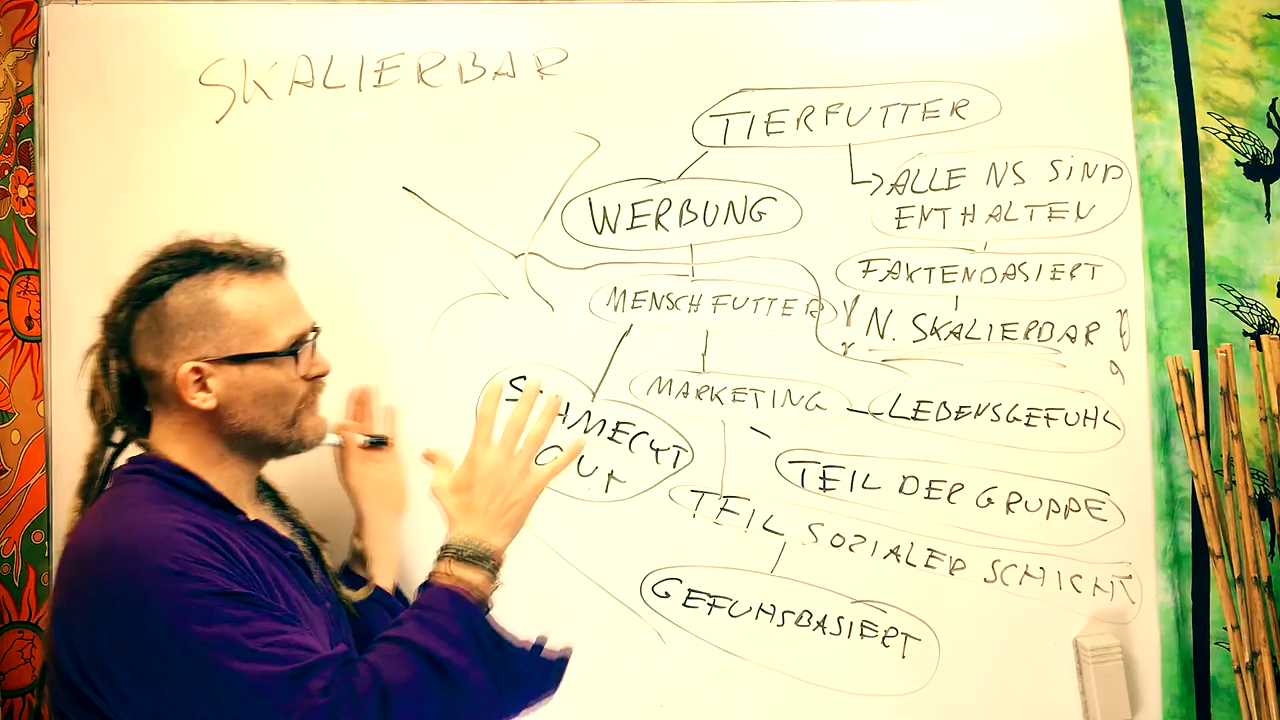 SKALIERBAR
TIERFUTTER
ALLE NS SIND
ENTHALTEN
WERBUNG
FAKTENBASIERT
MENSCHFUTTER
N. SKALIERBAR
MARKETING
LEBENSGEFUHL
SCHMECKT
GUT
TEIL DER GRUPPE
TEIL SOZIALER SCHICHT
GEFUHSBASIERT